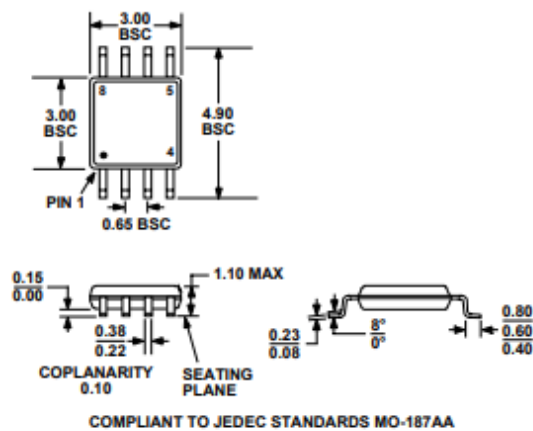 3.00
BSC
8
5
3.00
BSC
4.90
BSC
4
PIN 1
0.65 BSC
0.15
0.00
1.10 MAX
0.38
0.22
COPLANARITY
0.10
SEATING
PLANE
0.23
0.08
8°
0°
0.80
0.60
0.40
COMPLIANT TO JEDEC STANDARDS MO-187AA